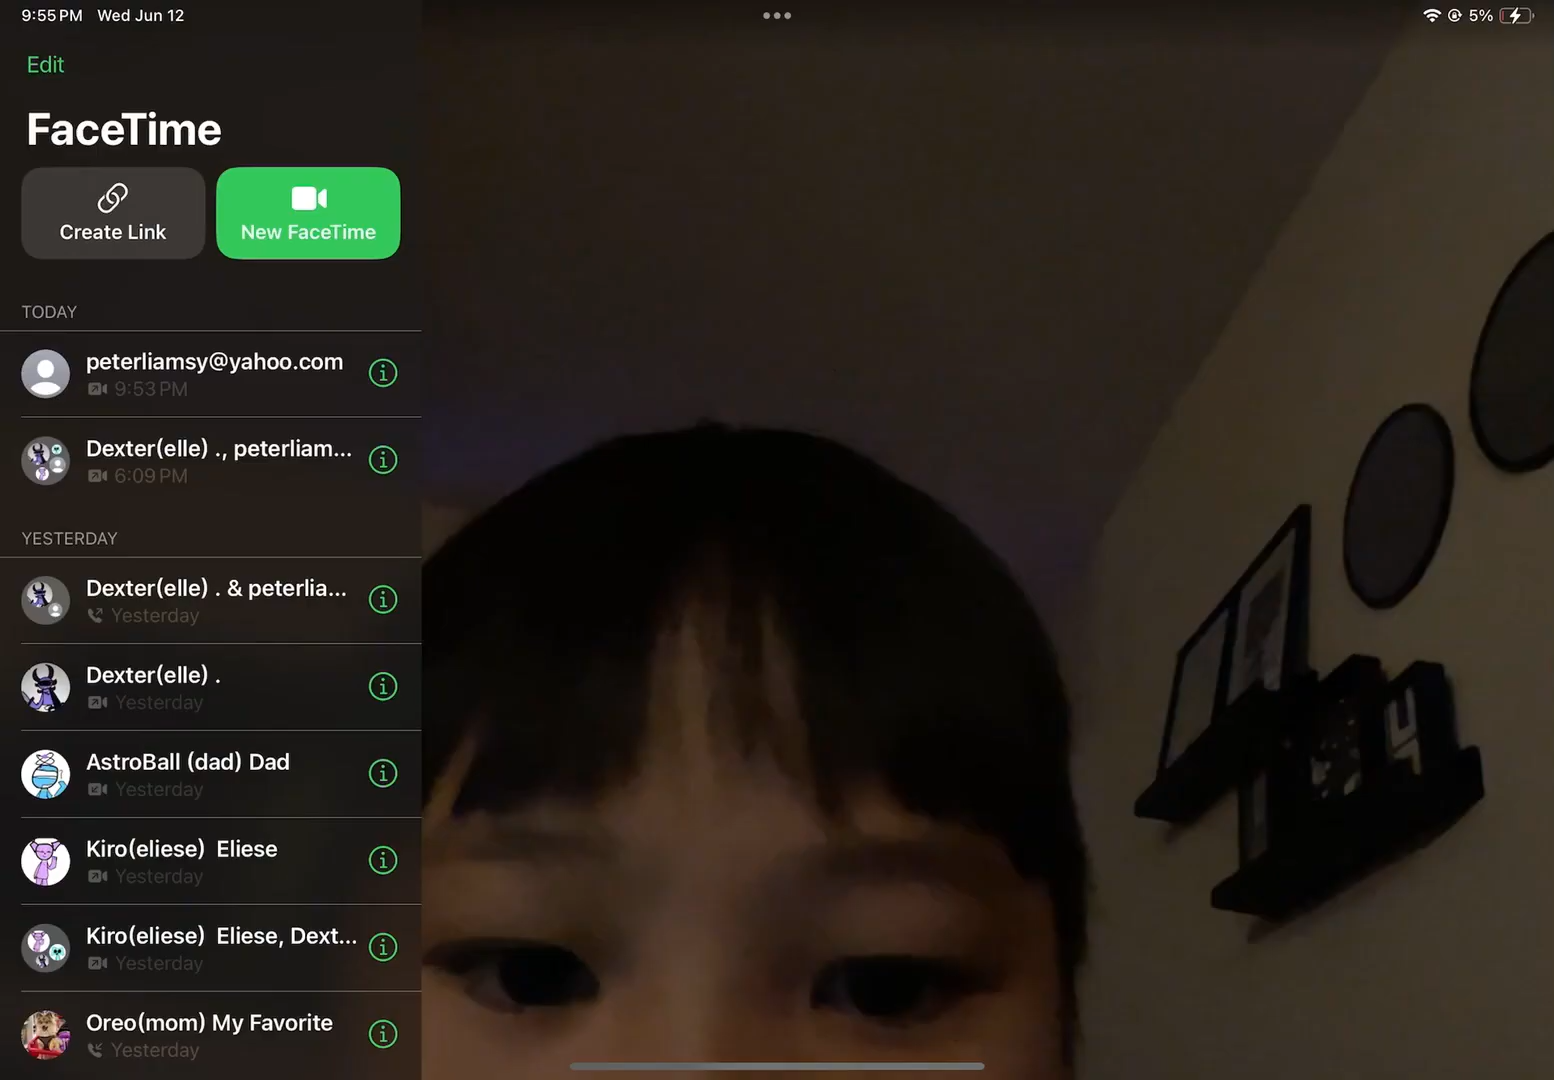 9:55 PM Wed Jun 12
5%
Edit
FaceTime
Create Link
New FaceTime
TODAY
peterliamsy@yahoo.com
9:53 PM
Dexter(elle) ., peterliam...
6:09 PM
YESTERDAY
Dexter(elle) . & peterlia...
Yesterday
Dexter(elle) .
Yesterday
AstroBall (dad) Dad
Yesterday
Kiro(eliese) Eliese
Yesterday
Kiro(eliese) Eliese, Dext...
Yesterday
Oreo(mom) My Favorite
Yesterday